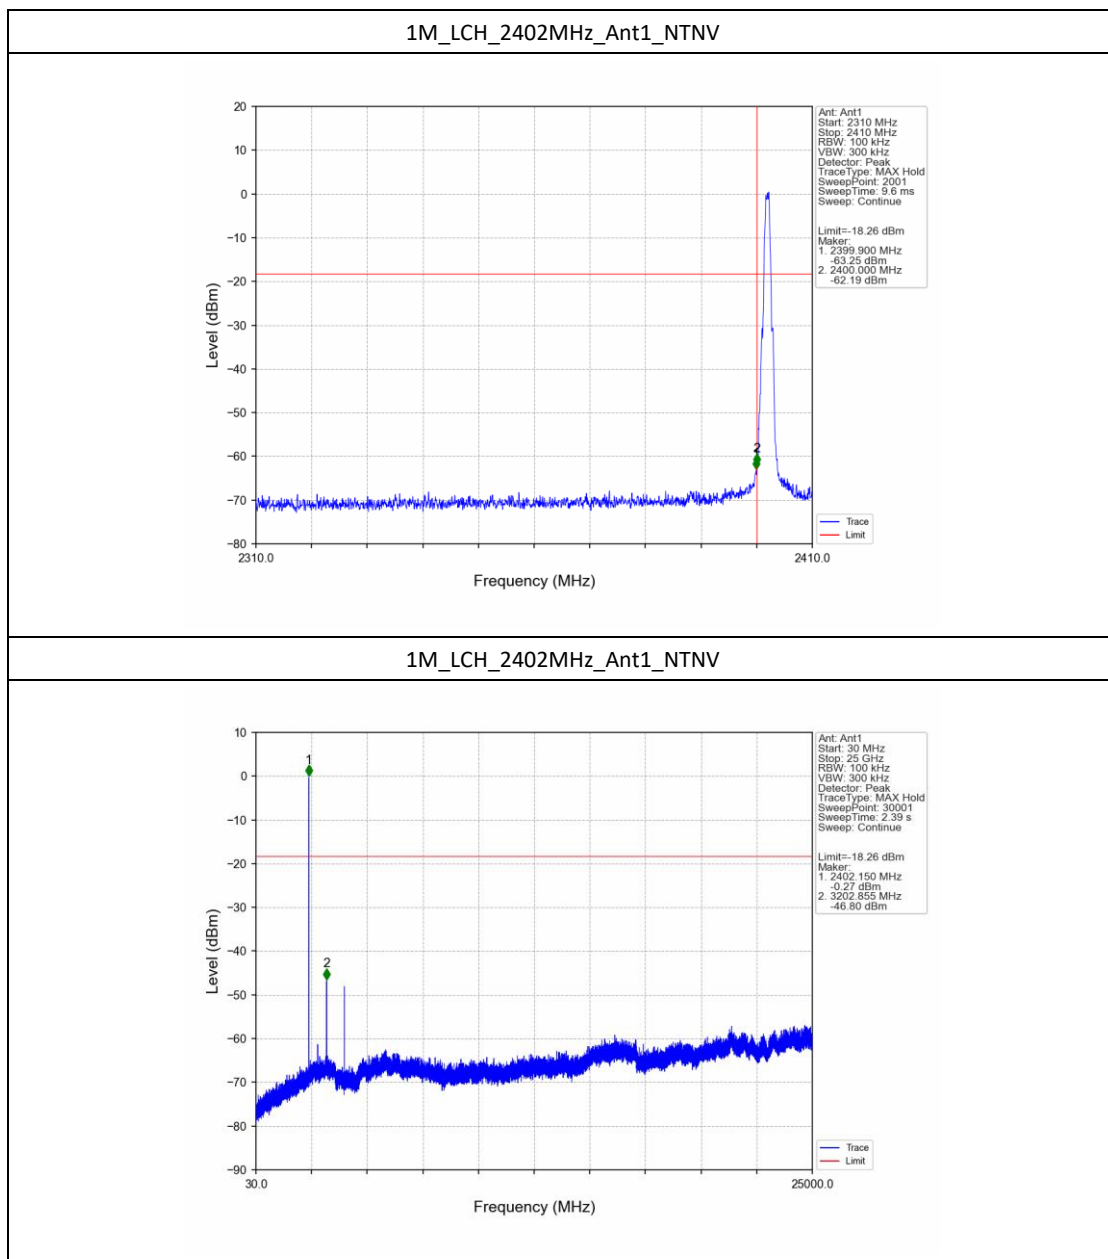 1M_LCH_2402MHz_Ant1_NTNV
20
10
0
−10
−20
−30
−40
−50
−60
−70
−80
Level (dBm)
2
2310.0
2410.0
Frequency (MHz)
Ant: Ant1
Start: 2310 MHz
Stop: 2410 MHz
RBW: 100 kHz
VBW: 300 kHz
Detector: Peak
TraceType: MAX Hold
SweepPoint: 2001
SweepTime: 9.6 ms
Sweep: Continue
Limit=-18.26 dBm
Maker:
1. 2399.900 MHz
-63.25 dBm
2. 2400.000 MHz
-62.19 dBm
Trace
Limit
1M_LCH_2402MHz_Ant1_NTNV
10
0
−10
−20
−30
−40
−50
−60
−70
−80
−90
Level (dBm)
1
2
30.0
25000.0
Frequency (MHz)
Ant: Ant1
Start: 30 MHz
Stop: 25 GHz
RBW: 100 kHz
VBW: 300 kHz
Detector: Peak
TraceType: MAX Hold
SweepPoint: 30001
SweepTime: 2.39 s
Sweep: Continue
Limit=-18.26 dBm
Maker:
1. 2402.150 MHz
-0.27 dBm
2. 3202.855 MHz
-46.80 dBm
Trace
Limit